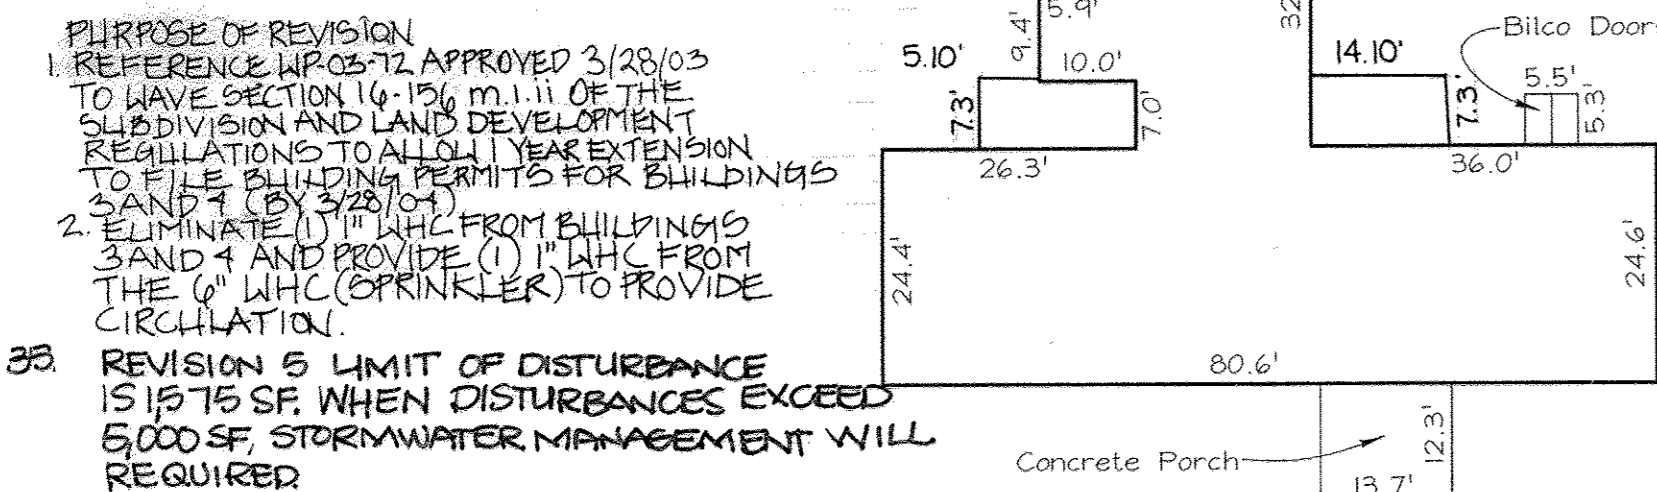 PURPOSE OF REVISION
1. REFERENCE WP-03-72 APPROVED 3/28/03
TO WAVE SECTION 16-156 m.1.ii OF THE
SUBDIVISION AND LAND DEVELOPMENT
REGULATIONS TO ALLOW 1 YEAR EXTENSION
TO FILE BUILDING PERMITS FOR BUILDINGS
3 AND 4 (BY 3/28/04)
2. ELIMINATE (1) 1" WHC FROM BUILDINGS
3 AND 4 AND PROVIDE (1) 1" WHC FROM
THE 6" WHC (SPRINKLER) TO PROVIDE
CIRCULATION.
35. REVISION 5 LIMIT OF DISTURBANCE
IS 1,575 SF. WHEN DISTURBANCES EXCEED
5,000 SF, STORMWATER MANAGEMENT WILL
REQUIRED.
5.9'
9.4'
5.10'
10.0'
7.3'
7.0'
26.3'
32
14.10'
7.3'
Bilco Doors
5.5'
5.3'
36.0'
24.4'
24.6'
80.6'
Concrete Porch
12.3'
13.7'